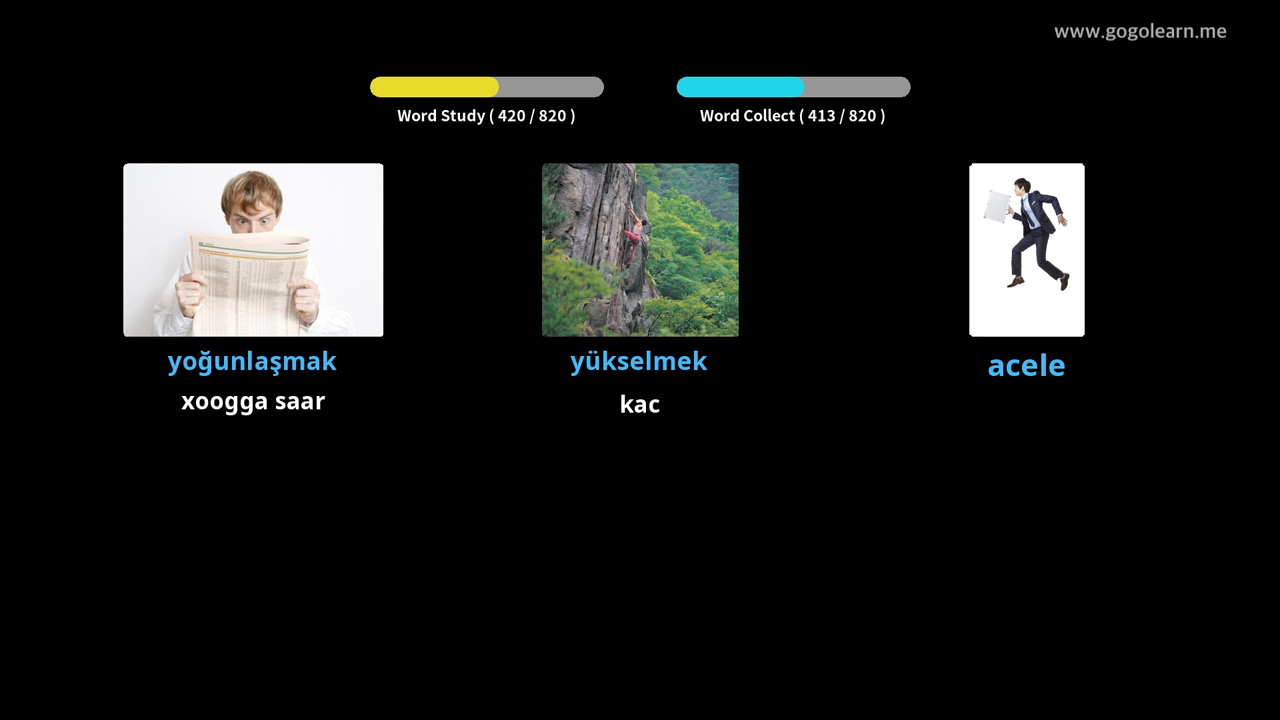 www.gogolearn.me
Word Study ( 420 / 820 )
Word Collect ( 413 / 820 )
yoğunlaşmak
xoogga saar
yükselmek
kac
acele